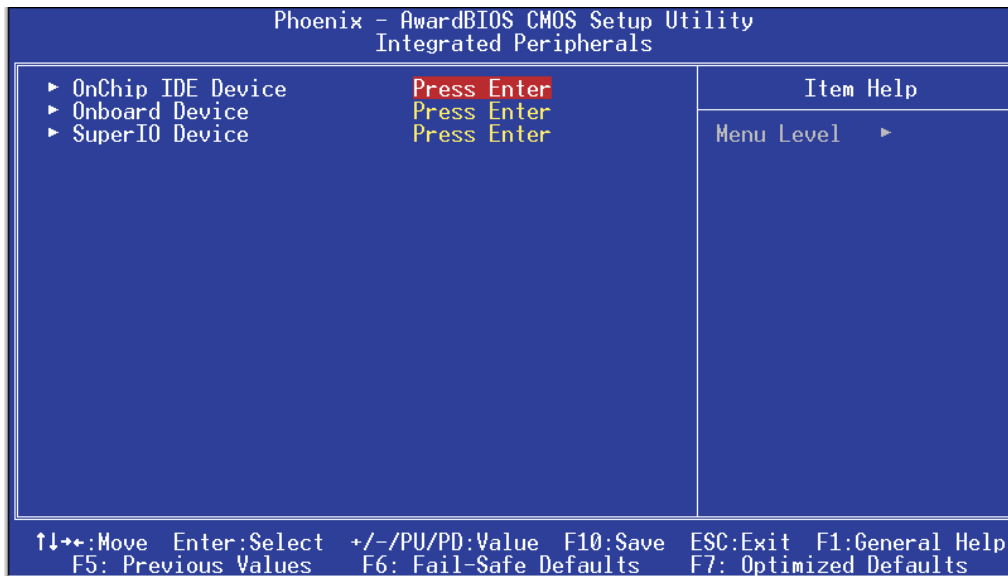 Phoenix - AwardBIOS CMOS Setup Utility
Integrated Peripherals
► OnChip IDE Device Press Enter
► Onboard Device Press Enter
► SuperIO Device Press Enter
Item Help
Menu Level ►
↑↓→←:Move Enter:Select +/-/PU/PD:Value F10:Save ESC:Exit F1:General Help
F5: Previous Values F6: Fail-Safe Defaults F7: Optimized Defaults